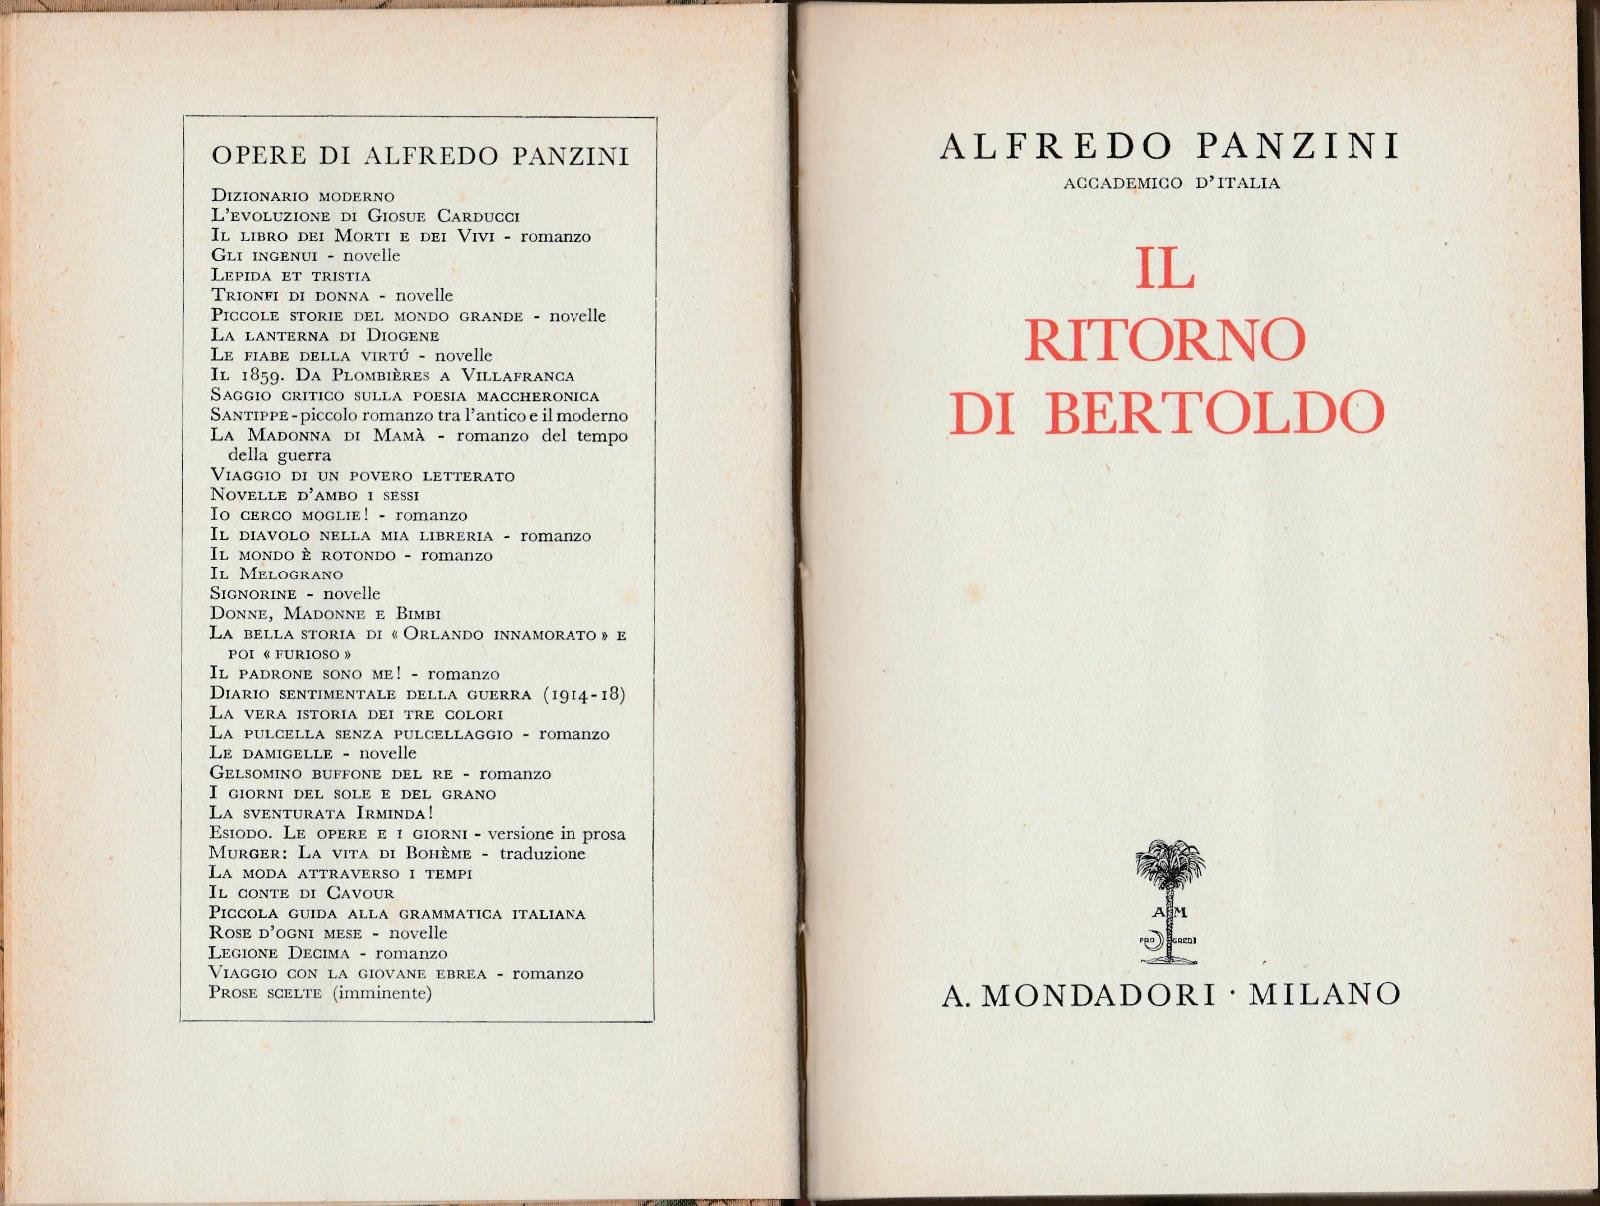 OPERE DI ALFREDO PANZINI
DIZIONARIO MODERNO
L'EVOLUZIONE DI GIOSUE CARDUCCI
IL LIBRO DEI MORTI E DEI VIVI - romanzo
GLI INGENUI - novelle
LEPIDA ET TRISTIA
TRIONFI DI DONNA - novelle
PICCOLE STORIE DEL MONDO GRANDE - novelle
LA LANTERNA DI DIOGENE
LE FIABE DELLA VIRTÚ - novelle
IL 1859. DA PLOMBIÈRES A VILLAFRANCA
SAGGIO CRITICO SULLA POESIA MACCHERONICA
SANTIPPE - piccolo romanzo tra l'antico e il moderno
LA MADONNA DI MAMÀ - romanzo del tempo
della guerra
VIAGGIO DI UN POVERO LETTERATO
NOVELLE D'AMBO I SESSI
IO CERCO MOGLIE! - romanzo
IL DIAVOLO NELLA MIA LIBRERIA - romanzo
IL MONDO È ROTONDO - romanzo
IL MELOGRANO
SIGNORINE - novelle
DONNE, MADONNE E BIMBI
LA BELLA STORIA DI « ORLANDO INNAMORATO » E
POI « FURIOSO »
IL PADRONE SONO ME! - romanzo
DIARIO SENTIMENTALE DELLA GUERRA (1914-18)
LA VERA ISTORIA DEI TRE COLORI
LA PULCELLA SENZA PULCELLAGGIO - romanzo
LE DAMIGELLE - novelle
GELSOMINO BUFFONE DEL RE - romanzo
I GIORNI DEL SOLE E DEL GRANO
LA SVENTURATA IRMINDA!
ESIODO. LE OPERE E I GIORNI - versione in prosa
MURGER: LA VITA DI BOHÈME - traduzione
LA MODA ATTRAVERSO I TEMPI
IL CONTE DI CAVOUR
PICCOLA GUIDA ALLA GRAMMATICA ITALIANA
ROSE D'OGNI MESE - novelle
LEGIONE DECIMA - romanzo
VIAGGIO CON LA GIOVANE EBREA - romanzo
PROSE SCELTE (imminente)
ALFREDO PANZINI
ACCADEMICO D'ITALIA
IL
RITORNO
DI BERTOLDO
A M
PRO GREDI
A. MONDADORI · MILANO